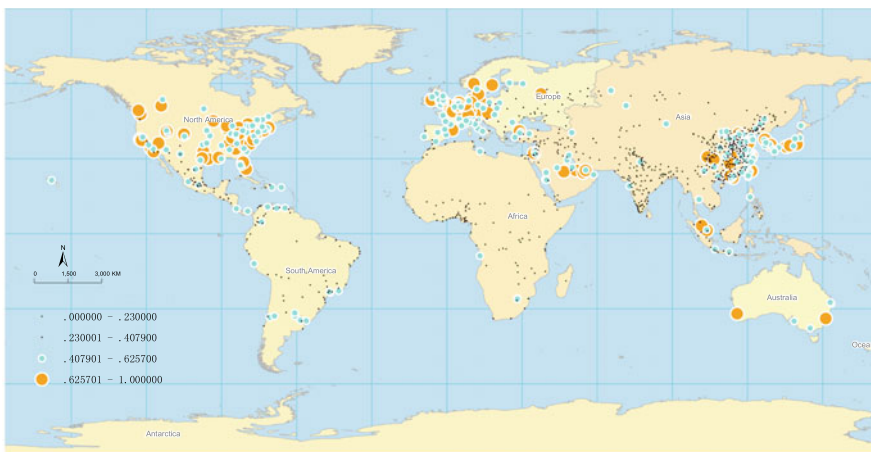 North America
Europe
Asia
Africa
South America
Australia
Ocea
Antarctica
N
0 1,500 3,000 KM
.000000 - .230000
.230001 - .407900
.407901 - .625700
.625701 - 1.000000